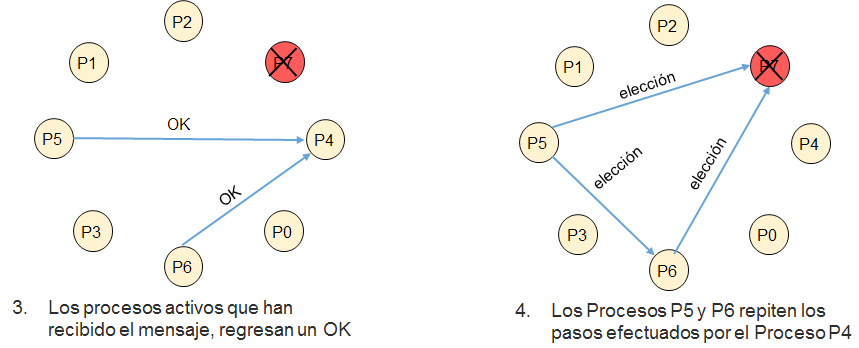 P2
P1
P7
P5
OK
P4
OK
P3
P0
P6
3. Los procesos activos que han
recibido el mensaje, regresan un OK
P2
P1
P7
elección
P5
elección
elección
P4
P3
P0
P6
4. Los Procesos P5 y P6 repiten los
pasos efectuados por el Proceso P4